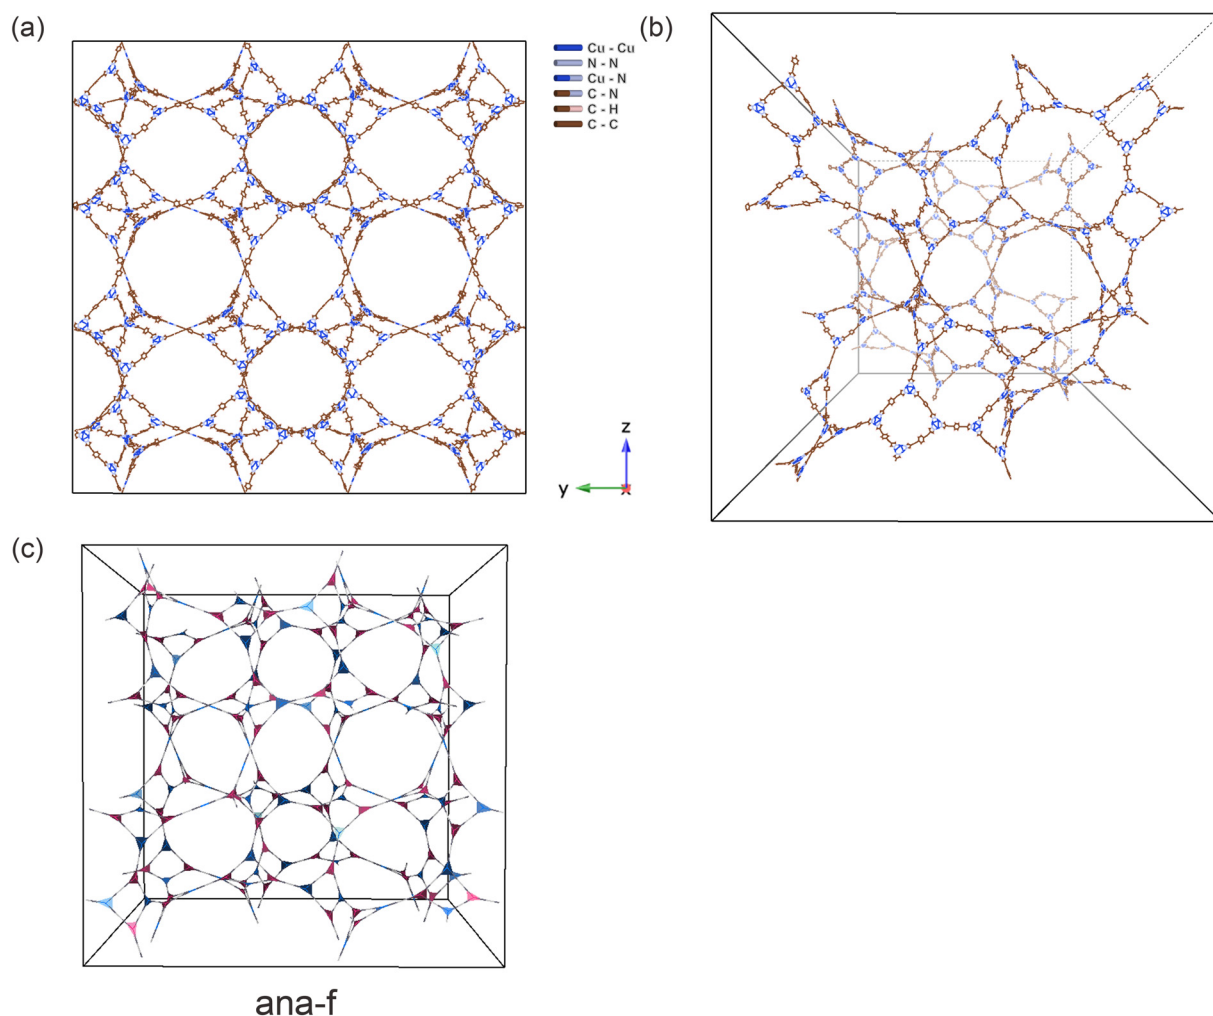 (a)
Cu - Cu
N - N
Cu - N
C - N
C - H
C - C
z
y
x
(b)
(c)
ana-f